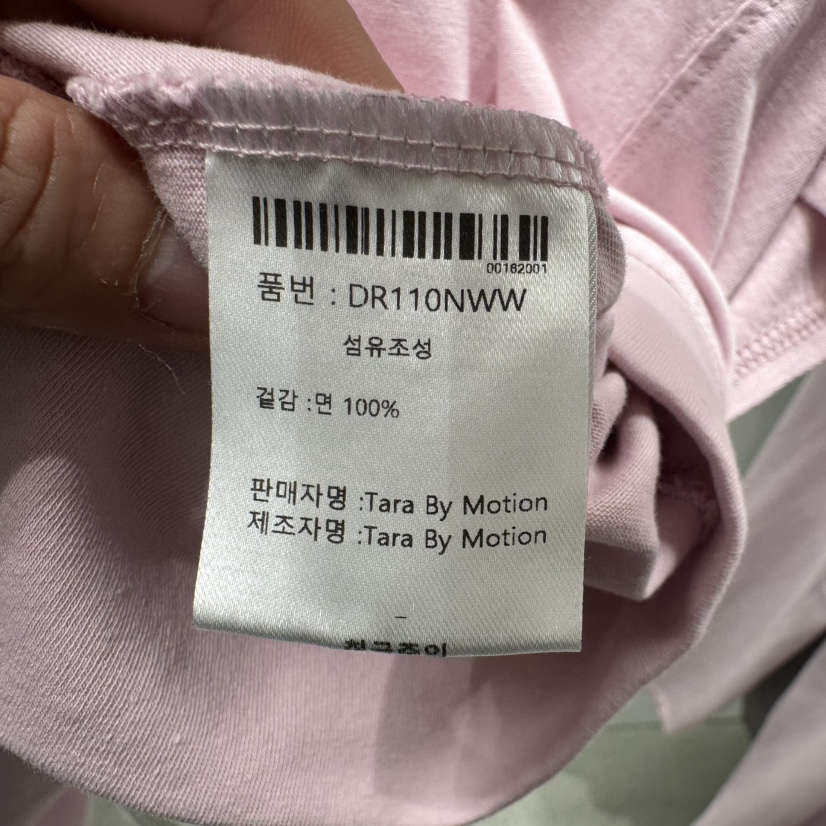 00162001
품번 : DR110NWW
섬유조성
겉감 :면 100%
판매자명 :Tara By Motion
제조자명 :Tara By Motion